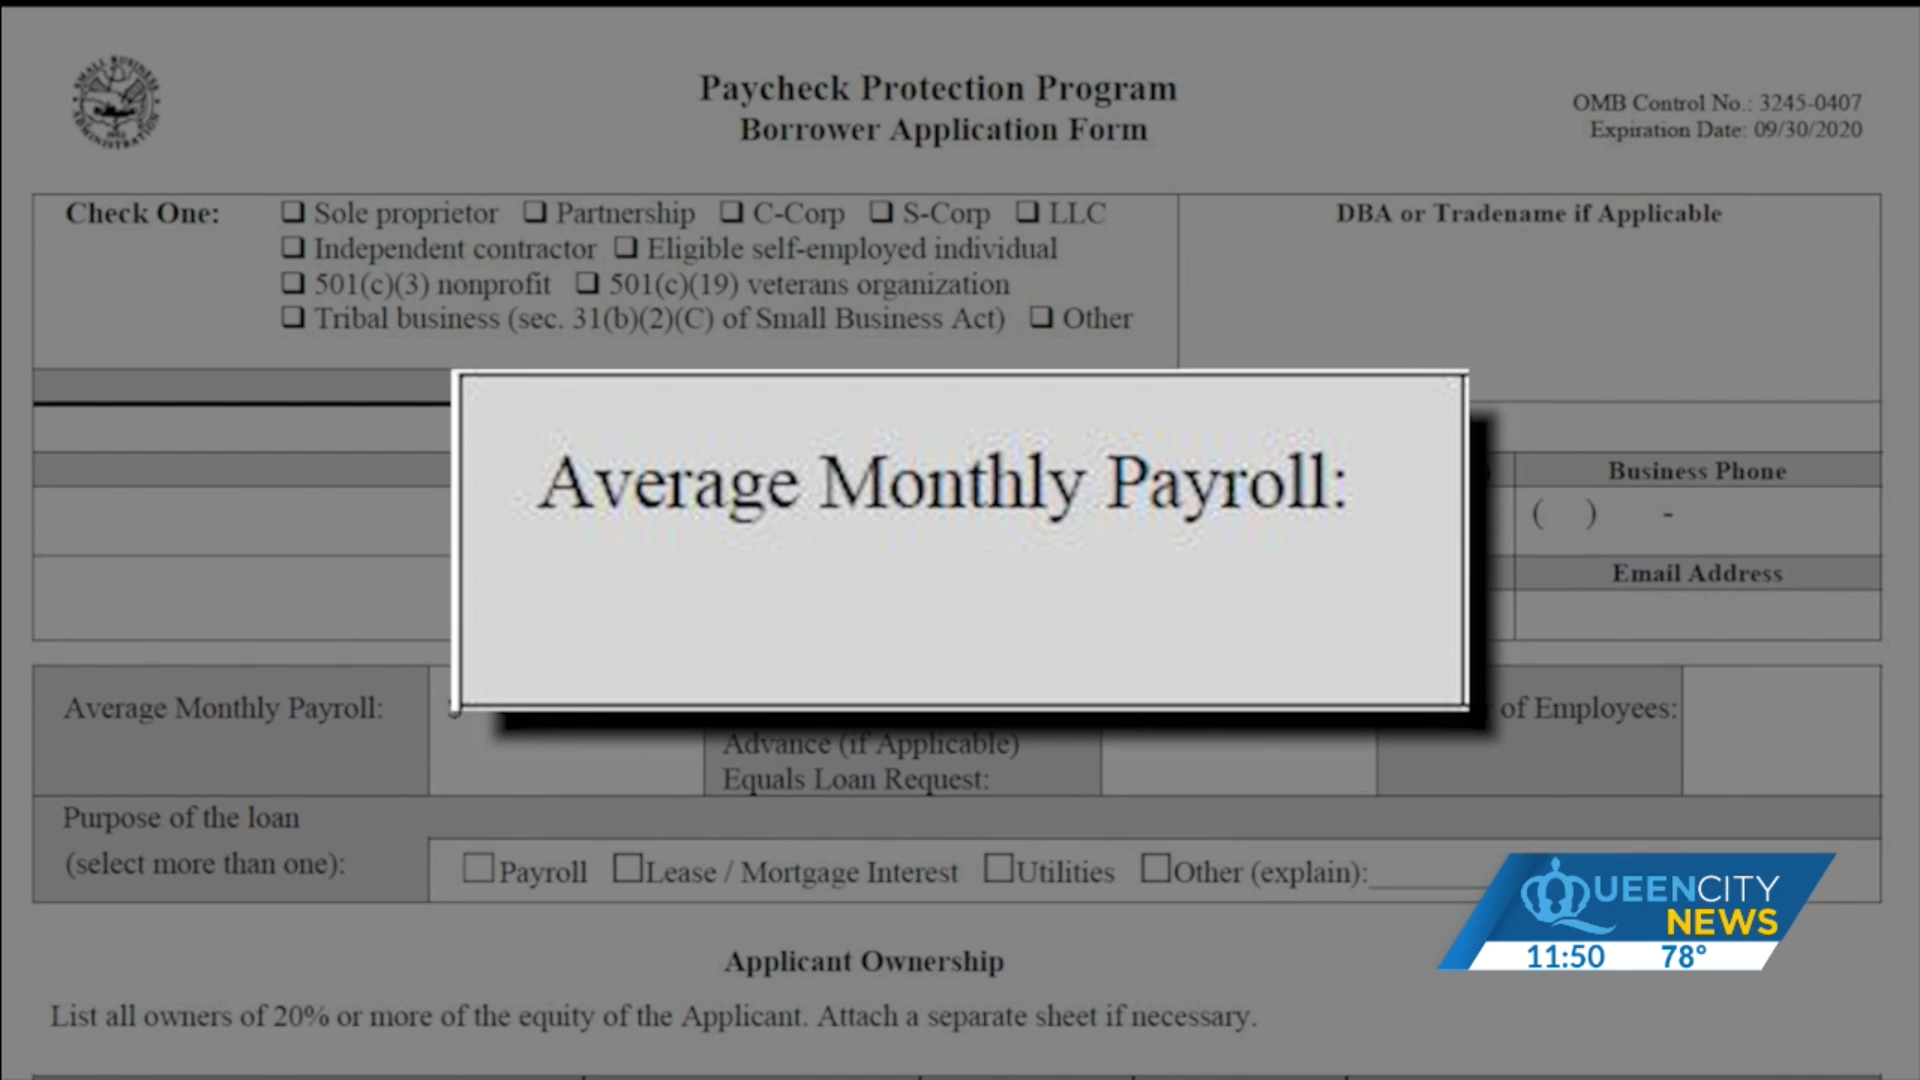 SMALL BUSINESS ADMINISTRATION
Paycheck Protection Program
Borrower Application Form
OMB Control No.: 3245-0407
Expiration Date: 09/30/2020
Check One: ❑ Sole proprietor ❑ Partnership ❑ C-Corp ❑ S-Corp ❑ LLC
❑ Independent contractor ❑ Eligible self-employed individual
❑ 501(c)(3) nonprofit ❑ 501(c)(19) veterans organization
❑ Tribal business (sec. 31(b)(2)(C) of Small Business Act) ❑ Other
DBA or Tradename if Applicable
Average Monthly Payroll:
Business Phone
( ) -
Email Address
Average Monthly Payroll:
Advance (if Applicable)
Equals Loan Request:
of Employees:
Purpose of the loan
(select more than one):
☐Payroll ☐Lease / Mortgage Interest ☐Utilities ☐Other (explain):
QUEENCITY
NEWS
11:50 78°
Applicant Ownership
List all owners of 20% or more of the equity of the Applicant. Attach a separate sheet if necessary.